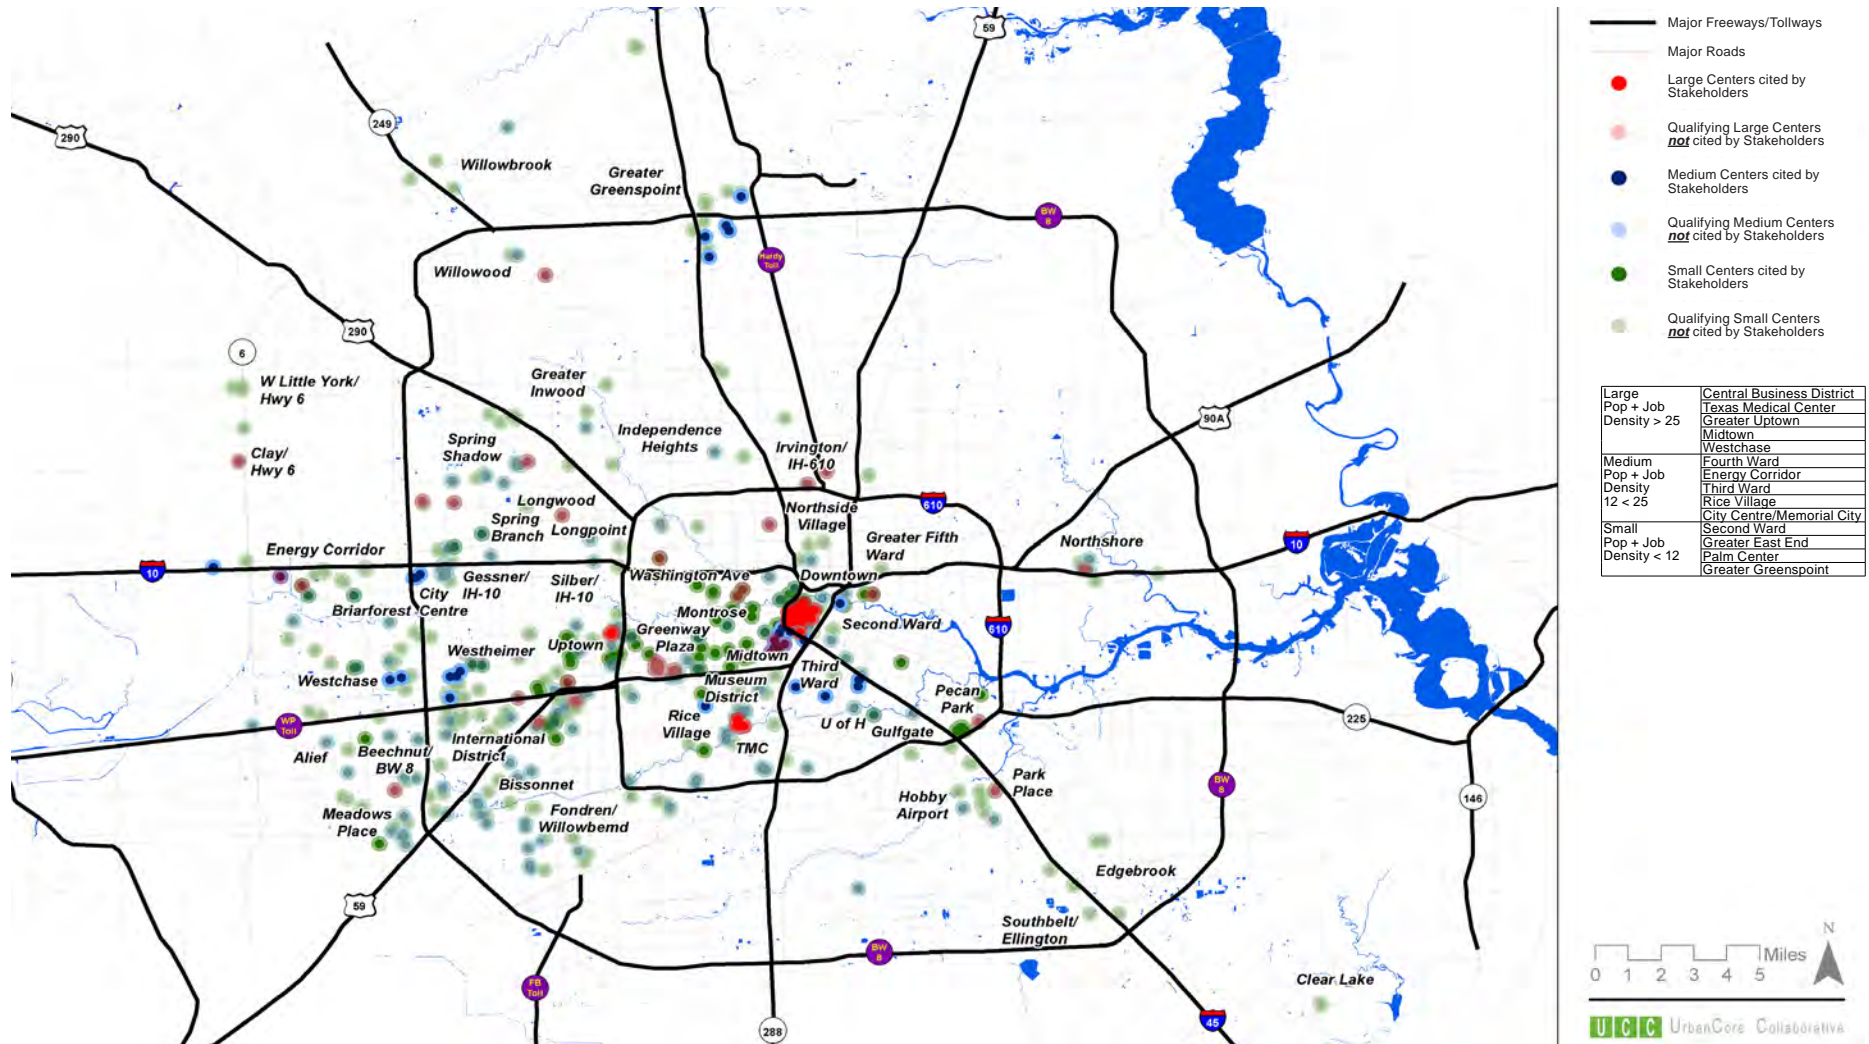 59
249
290
Willowbrook
Greater
Greenspoint
BW
8
Hardy
Toll
Willowood
290
6
W Little York/
Hwy 6
Greater
Inwood
90A
Independence
Heights
Spring
Shadow
Irvington/
IH-610
Clay/
Hwy 6
Longwood
610
Spring
Branch
Longpoint
Northside
Village
Greater Fifth
Ward
Northshore
10
Energy Corridor
10
Washington Ave
Downtown
Gessner/
IH-10
Silber/
IH-10
City
Centre
Briarforest
Montrose
Second Ward
610
Greenway
Plaza
Uptown
Westheimer
Midtown
Third
Ward
Westchase
Museum
District
Pecan
Park
WP
Toll
Rice
Village
U of H
Gulfgate
225
International
District
TMC
Alief
Beechnut/
BW 8
Bissonnet
Park
Place
BW
8
Hobby
Airport
146
Meadows
Place
Fondren/
Willowbemd
Edgebrook
59
Southbelt/
Ellington
BW
8
Clear Lake
FB
Toll
288
45
Major Freeways/Tollways
Major Roads
Large Centers cited by
Stakeholders
Qualifying Large Centers
not cited by Stakeholders
Medium Centers cited by
Stakeholders
Qualifying Medium Centers
not cited by Stakeholders
Small Centers cited by
Stakeholders
Qualifying Small Centers
not cited by Stakeholders
Large
Pop + Job
Density > 25
Central Business District
Texas Medical Center
Greater Uptown
Midtown
Westchase
Medium
Pop + Job
Density
12 < 25
Fourth Ward
Energy Corridor
Third Ward
Rice Village
City Centre/Memorial City
Small
Pop + Job
Density < 12
Second Ward
Greater East End
Palm Center
Greater Greenspoint
N
Miles
0 1 2 3 4 5
UCC UrbanCore Collaborative